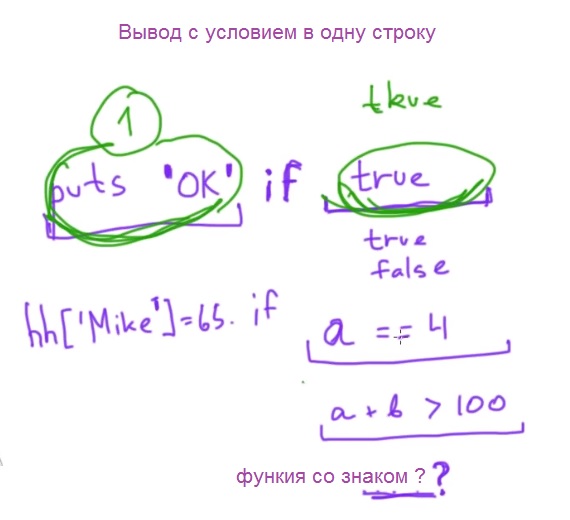 Вывод с условием в одну строку
true
1
puts 'OK' if true
true
false
hh['Mike']=65. if
a == 4
a + b > 100
функия со знаком ? ?